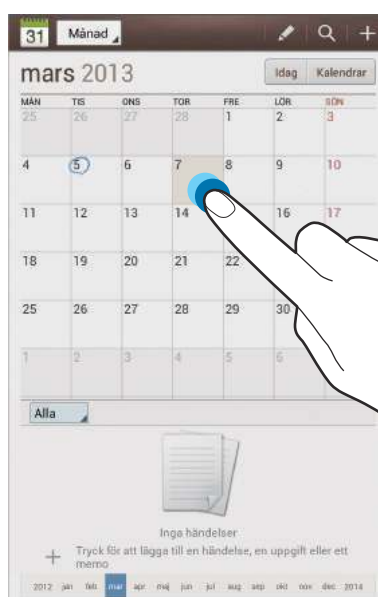 31 Månad
mars 2013 Idag Kalendrar
MÅN TIS ONS TOR FRE LÖR SÖN
25 26 27 28 1 2 3
4 5 6 7 8 9 10
11 12 13 14 16 17
18 19 20 21 22
25 26 27 28 29 30
1 2 3 4 5 6
Alla
Inga händelser
Tryck för att lägga till en händelse, en uppgift eller ett
memo
2012 jan feb mar apr maj jun jul aug sep okt nov dec 2014